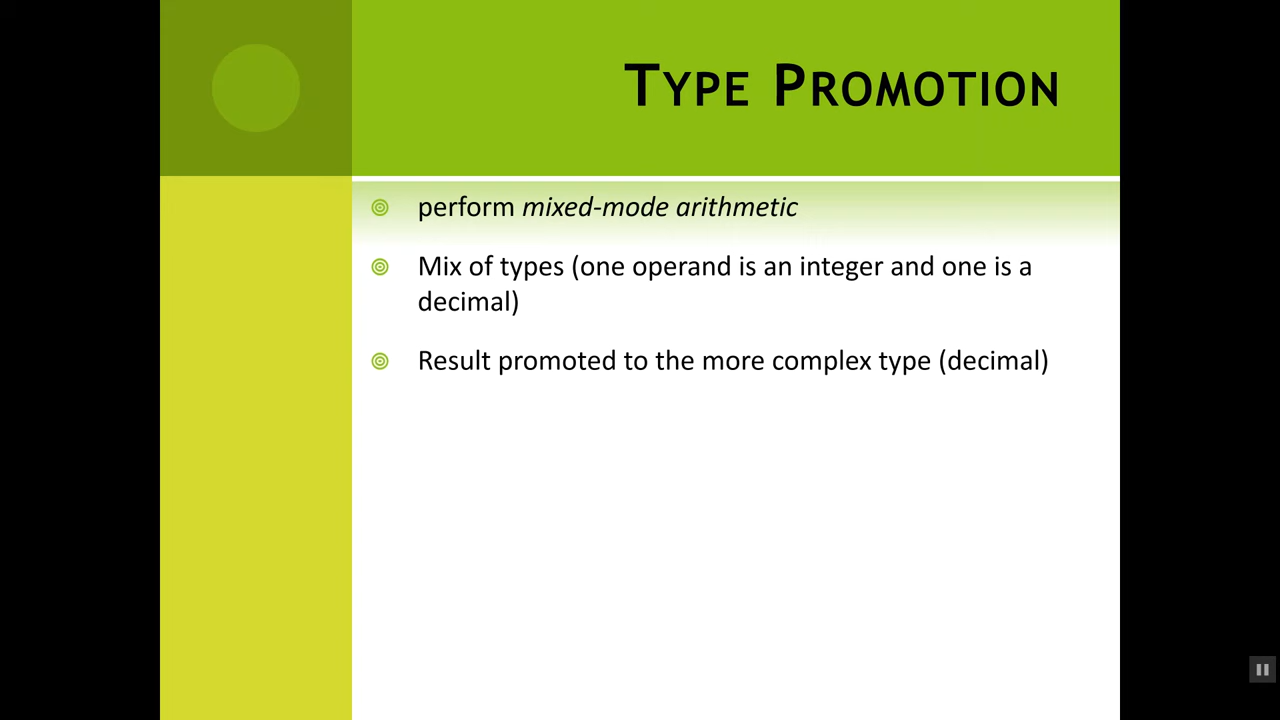 Type Promotion
perform mixed-mode arithmetic
Mix of types (one operand is an integer and one is a
decimal)
Result promoted to the more complex type (decimal)